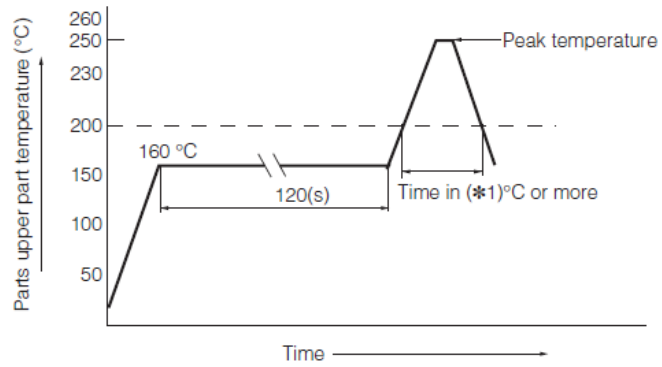 Parts upper part temperature (°C)
260
250
230
200
150
100
50
Peak temperature
160 °C
120(s)
Time in (✱1)°C or more
Time